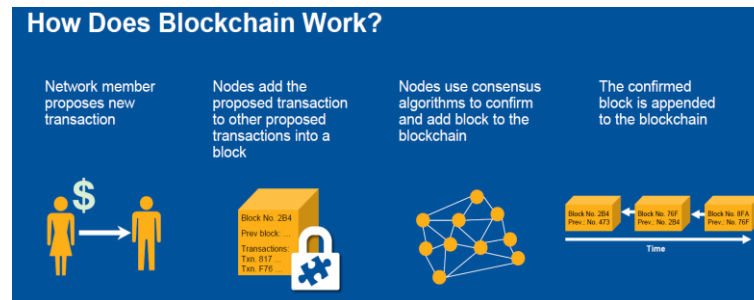 How Does Blockchain Work?
Network member
proposes new
transaction
Nodes add the
proposed transaction
to other proposed
transactions into a
block
Nodes use consensus
algorithms to confirm
and add block to the
blockchain
The confirmed
block is appended
to the blockchain
$
Block No. 2B4
Prev block: ...
Transactions:
Txn. 817 ...
Txn. F76 ...
Block No. 2B4
Prev.: No. 473
Block No. 76F
Prev.: No. 2B4
Block No. 8FA
Prev.: No. 76F
Time